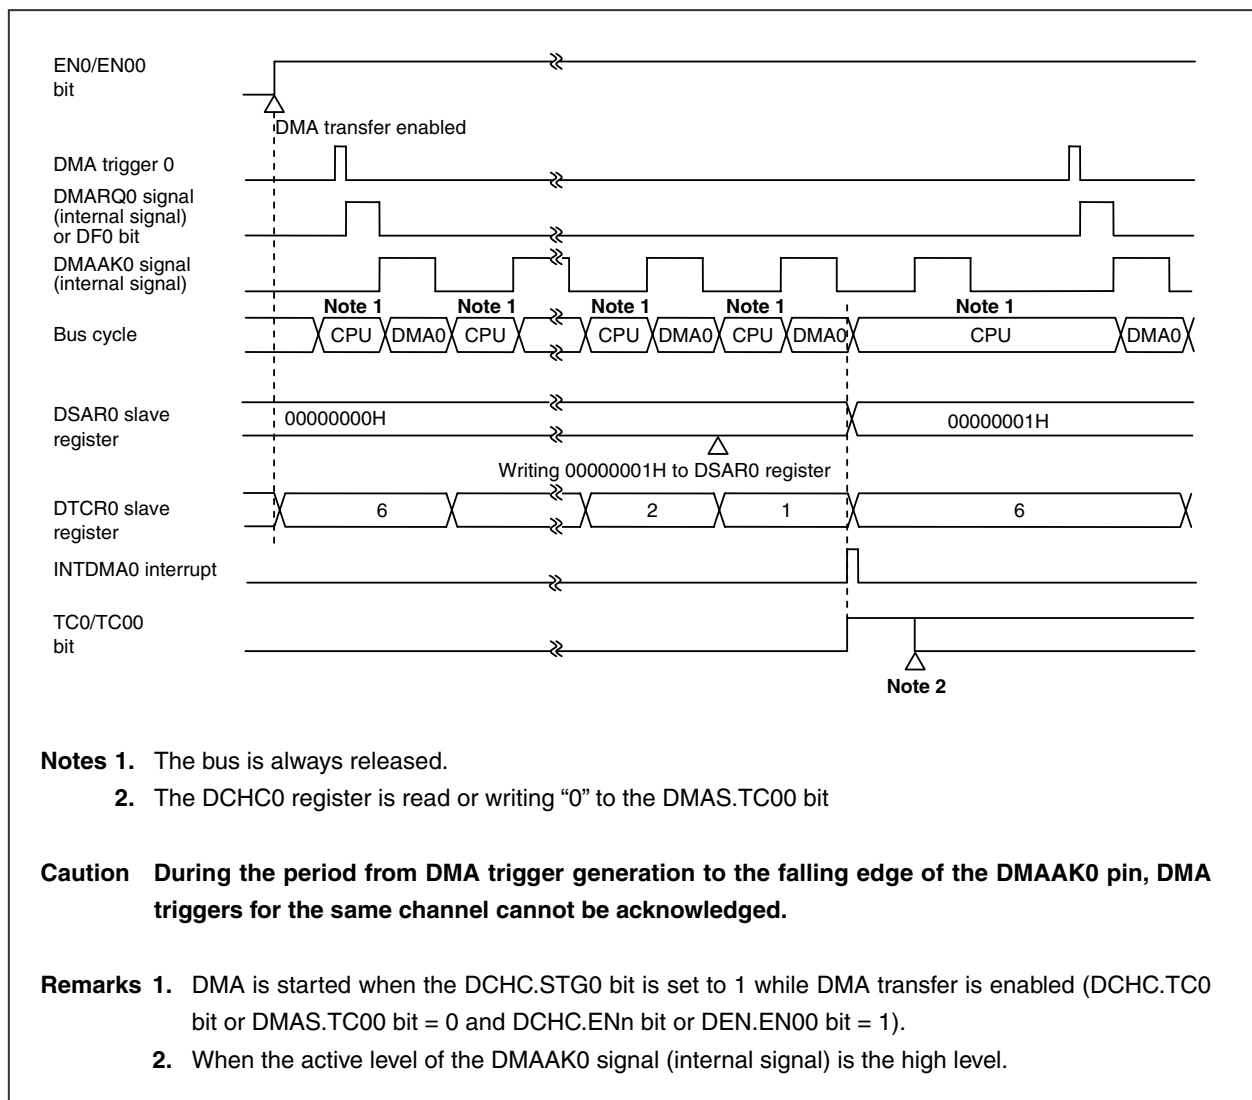 EN0/EN00
bit
DMA transfer enabled
DMA trigger 0
DMARQ0 signal
(internal signal)
or DF0 bit
DMAAK0 signal
(internal signal)
Note 1 Note 1 Note 1 Note 1 Note 1
Bus cycle CPU DMA0 CPU CPU DMA0 CPU DMA0 CPU DMA0
DSAR0 slave
register
00000000H 00000001H
Writing 00000001H to DSAR0 register
DTCR0 slave
register
6 2 1 6
INTDMA0 interrupt
TC0/TC00
bit
Note 2
Notes 1. The bus is always released.
2. The DCHC0 register is read or writing “0” to the DMAS.TC00 bit
Caution During the period from DMA trigger generation to the falling edge of the DMAAK0 pin, DMA
triggers for the same channel cannot be acknowledged.
Remarks 1. DMA is started when the DCHC.STG0 bit is set to 1 while DMA transfer is enabled (DCHC.TC0
bit or DMAS.TC00 bit = 0 and DCHC.ENn bit or DEN.EN00 bit = 1).
2. When the active level of the DMAAK0 signal (internal signal) is the high level.